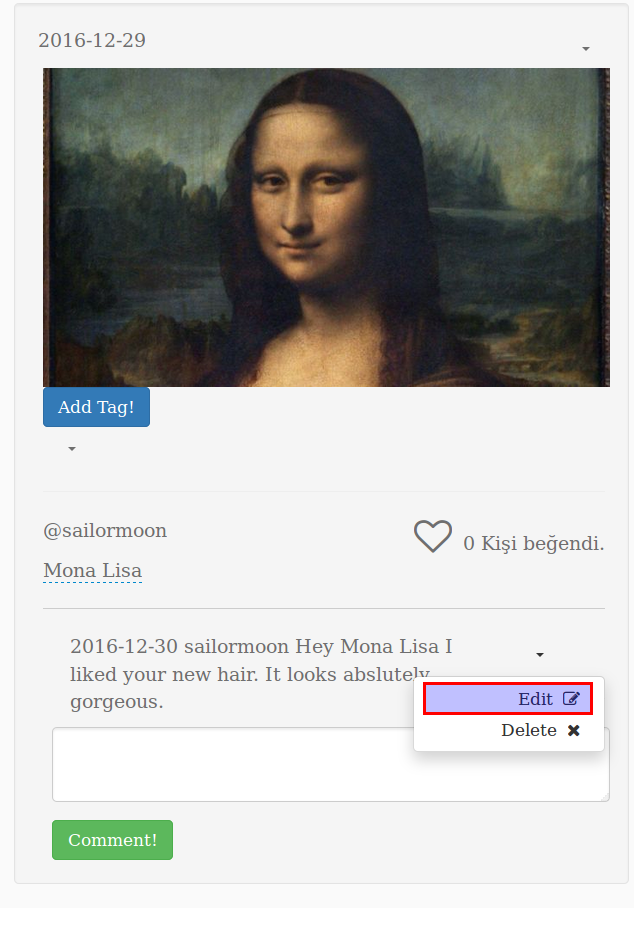 2016-12-29
Add Tag!
@sailormoon
0 Kişi beğendi.
Mona Lisa
2016-12-30 sailormoon Hey Mona Lisa I
liked your new hair. It looks abslutely
gorgeous.
Edit
Delete
Comment!